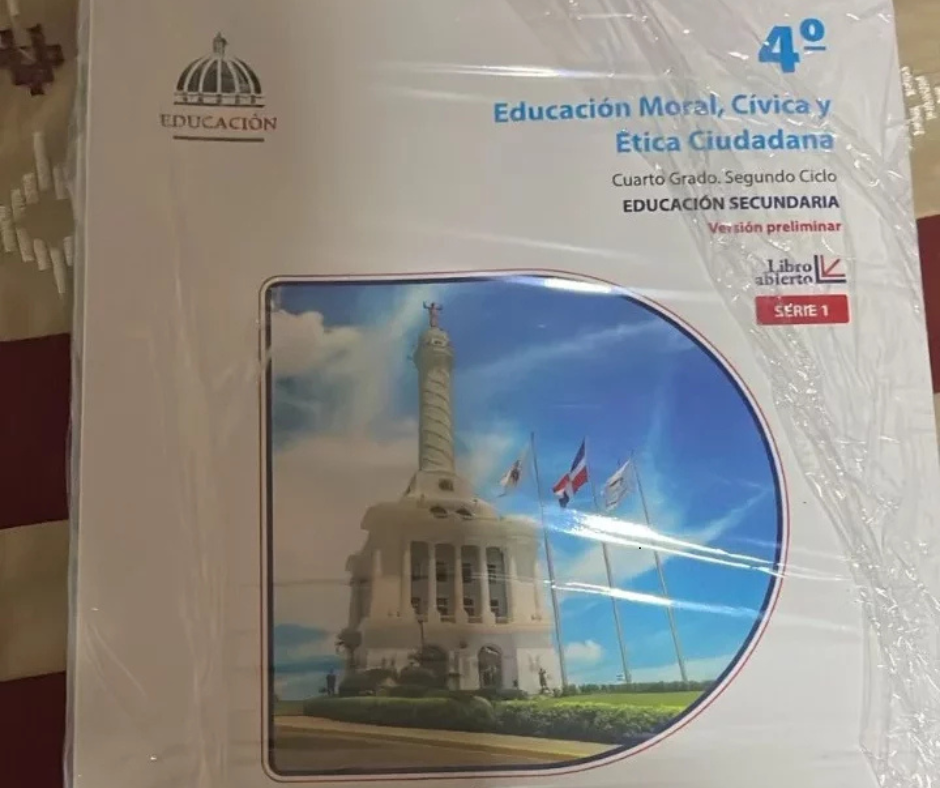 EDUCACIÓN
4º
Educación Moral, Cívica y
Ética Ciudadana
Cuarto Grado. Segundo Ciclo
EDUCACIÓN SECUNDARIA
Versión preliminar
Libro
abierto
SERIE 1